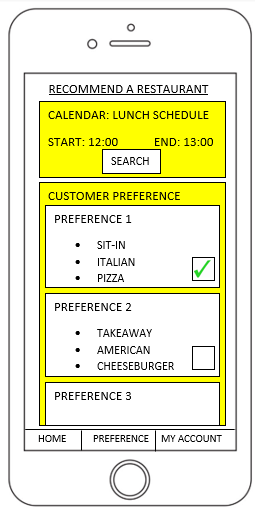 RECOMMEND A RESTAURANT
CALENDAR: LUNCH SCHEDULE
START: 12:00 END: 13:00
SEARCH
CUSTOMER PREFERENCE
PREFERENCE 1
• SIT-IN
• ITALIAN
• PIZZA
PREFERENCE 2
• TAKEAWAY
• AMERICAN
• CHEESEBURGER
PREFERENCE 3
HOME PREFERENCE MY ACCOUNT